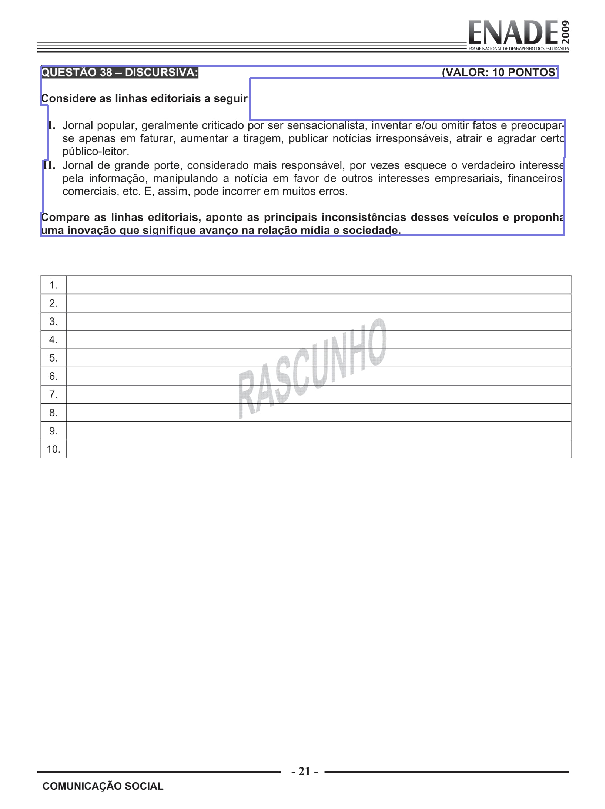 ENADE 2009
EXAME NACIONAL DE DESEMPENHO DOS ESTUDANTES
QUESTÃO 38 – DISCURSIVA: (VALOR: 10 PONTOS)
Considere as linhas editoriais a seguir
I. Jornal popular, geralmente criticado por ser sensacionalista, inventar e/ou omitir fatos e preocupar-
se apenas em faturar, aumentar a tiragem, publicar notícias irresponsáveis, atrair e agradar certo
público-leitor.
II. Jornal de grande porte, considerado mais responsável, por vezes esquece o verdadeiro interesse
pela informação, manipulando a notícia em favor de outros interesses empresariais, financeiros
comerciais, etc. E, assim, pode incorrer em muitos erros.
Compare as linhas editoriais, aponte as principais inconsistências desses veículos e proponha
uma inovação que signifique avanço na relação mídia e sociedade.
1.
2.
3.
4.
5.
6.
7.
8.
9.
10.
RASCUNHO
- 21 -
COMUNICAÇÃO SOCIAL